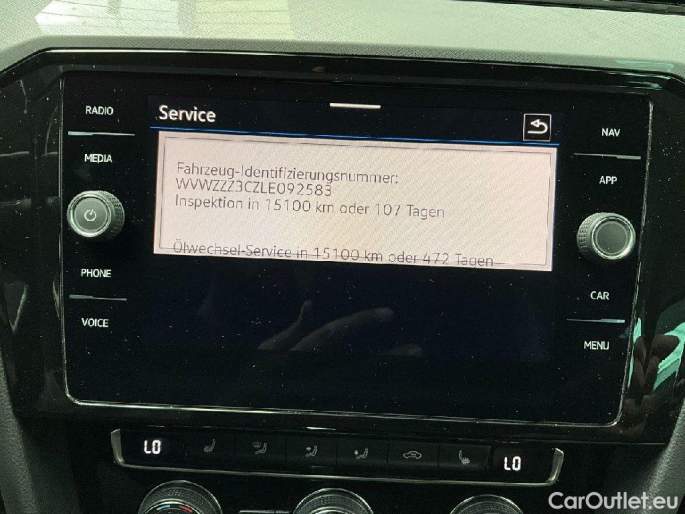 RADIO
MEDIA
PHONE
VOICE
Service
Fahrzeug-Identifizierungsnummer:
WVWZZZ3CZLE092583
Inspektion in 15100 km oder 107 Tagen
Ölwechsel-Service in 15100 km oder 472 Tagen
NAV
APP
CAR
MENU
LO
LO
CarOutlet.eu